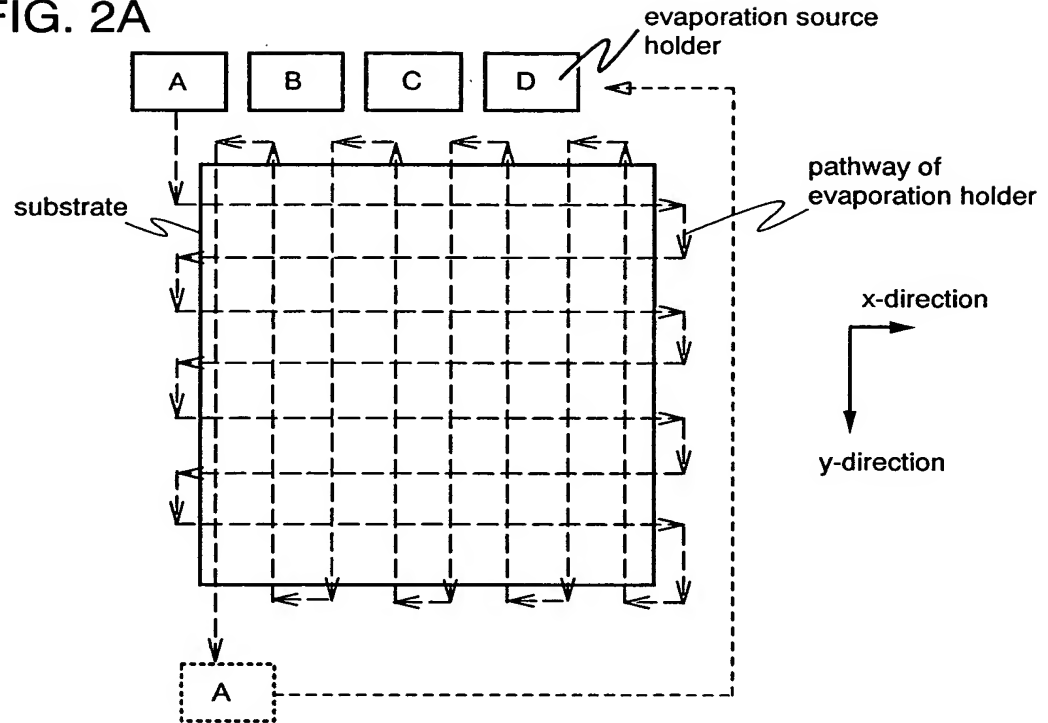 FIG. 2A
evaporation source
holder
A
B
C
D
pathway of
evaporation holder
substrate
x-direction
y-direction
A